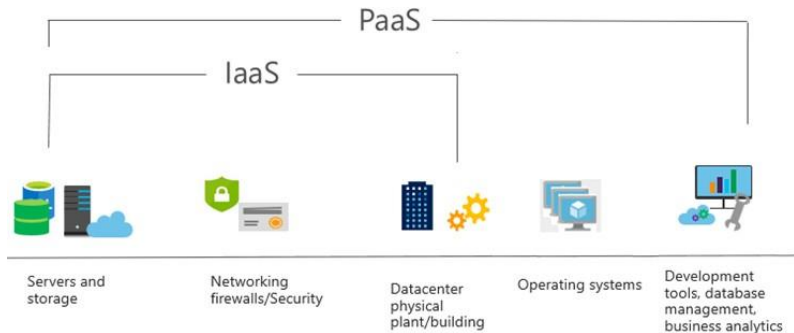 PaaS
IaaS
Servers and
storage
Networking
firewalls/Security
Datacenter
physical
plant/building
Operating systems
Development
tools, database
management,
business analytics